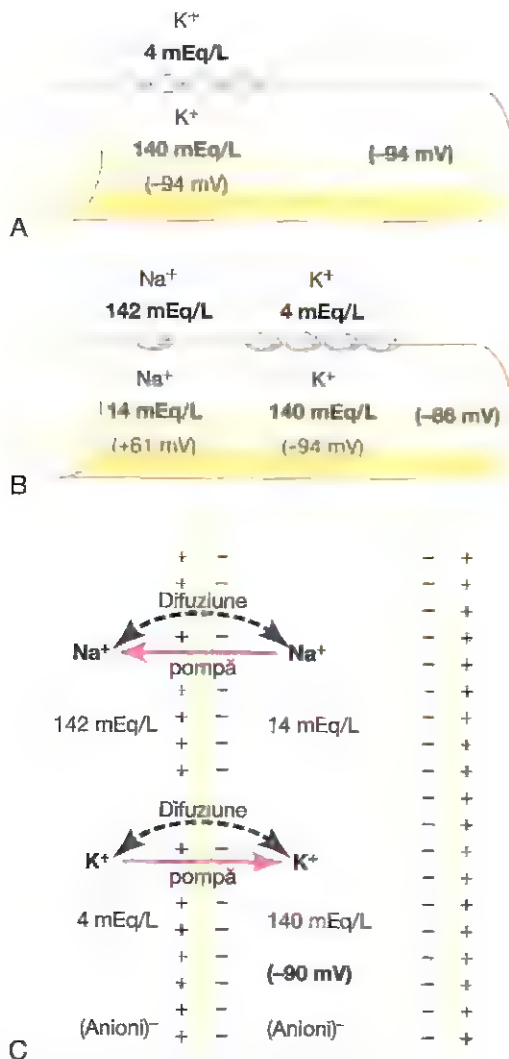 K+
4 mEq/L
K+
140 mEq/L (–94 mV)
(–94 mV)
A
Na+ K+
142 mEq/L 4 mEq/L
Na+ K+
14 mEq/L 140 mEq/L (–86 mV)
(+61 mV) (–94 mV)
B
+ – – +
+ – – +
Difuziune – +
+ – – +
Na+ Na+ – +
pompă – +
+ – – +
142 mEq/L + – 14 mEq/L – +
+ – – +
+ – – +
Difuziune – +
+ – – +
K+ K+ – +
pompă – +
+ – – +
4 mEq/L + – 140 mEq/L – +
+ – – +
+ – (–90 mV) – +
+ – – +
(Anioni)– + – (Anioni)– – +
C